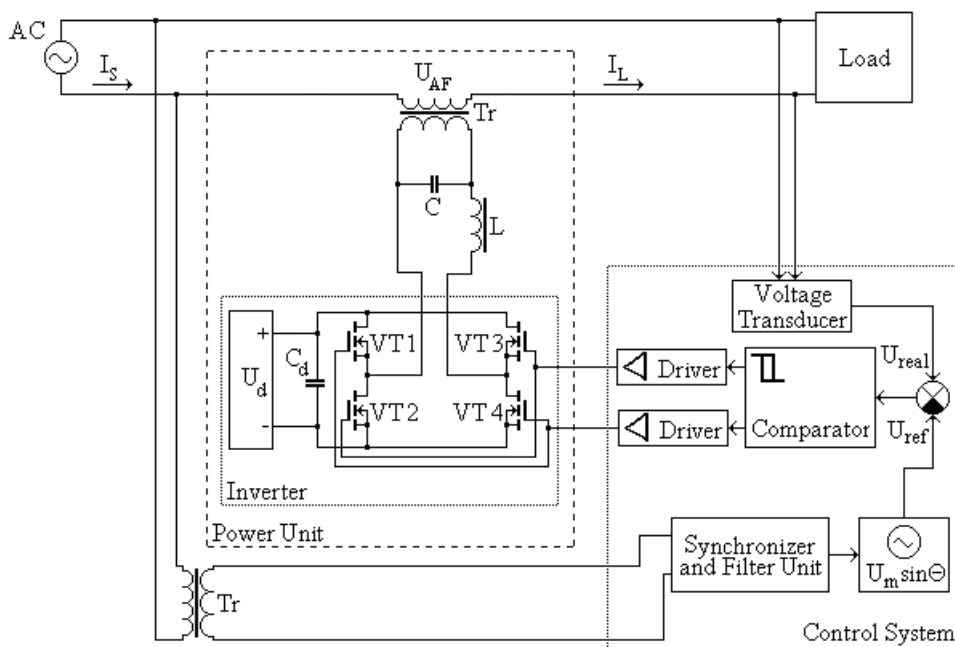 AC
I_S
U_AF
I_L
Load
Tr
C
L
Voltage
Transducer
+
U_d
-
C_d
VT1
VT3
VT2
VT4
Inverter
Power Unit
Driver
Driver
Comparator
U_real
U_ref
Synchronizer
and Filter Unit
U_m sinΘ
Tr
Control System